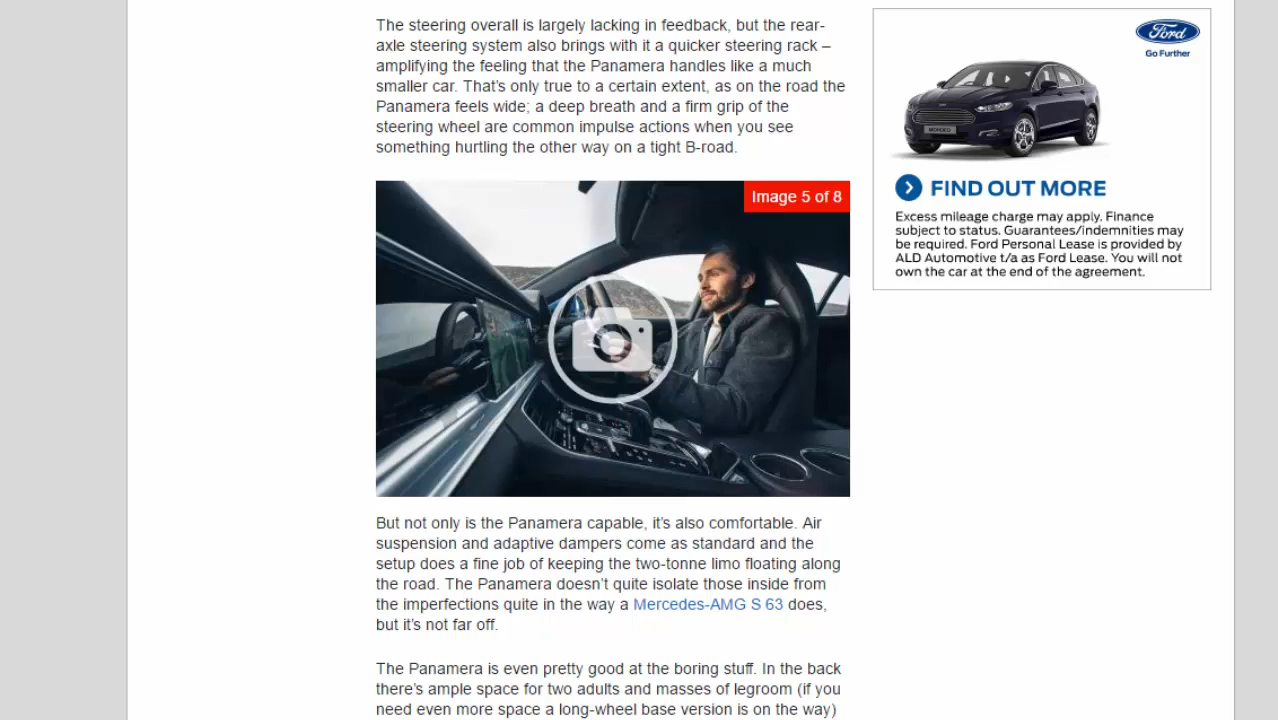 The steering overall is largely lacking in feedback, but the rear-
axle steering system also brings with it a quicker steering rack –
amplifying the feeling that the Panamera handles like a much
smaller car. That’s only true to a certain extent, as on the road the
Panamera feels wide; a deep breath and a firm grip of the
steering wheel are common impulse actions when you see
something hurtling the other way on a tight B-road.
Image 5 of 8
But not only is the Panamera capable, it’s also comfortable. Air
suspension and adaptive dampers come as standard and the
setup does a fine job of keeping the two-tonne limo floating along
the road. The Panamera doesn’t quite isolate those inside from
the imperfections quite in the way a Mercedes-AMG S 63 does,
but it’s not far off.
The Panamera is even pretty good at the boring stuff. In the back
there’s ample space for two adults and masses of legroom (if you
need even more space a long-wheel base version is on the way)
Ford
Go Further
MONDEO
FIND OUT MORE
Excess mileage charge may apply. Finance
subject to status. Guarantees/indemnities may
be required. Ford Personal Lease is provided by
ALD Automotive t/a as Ford Lease. You will not
own the car at the end of the agreement.